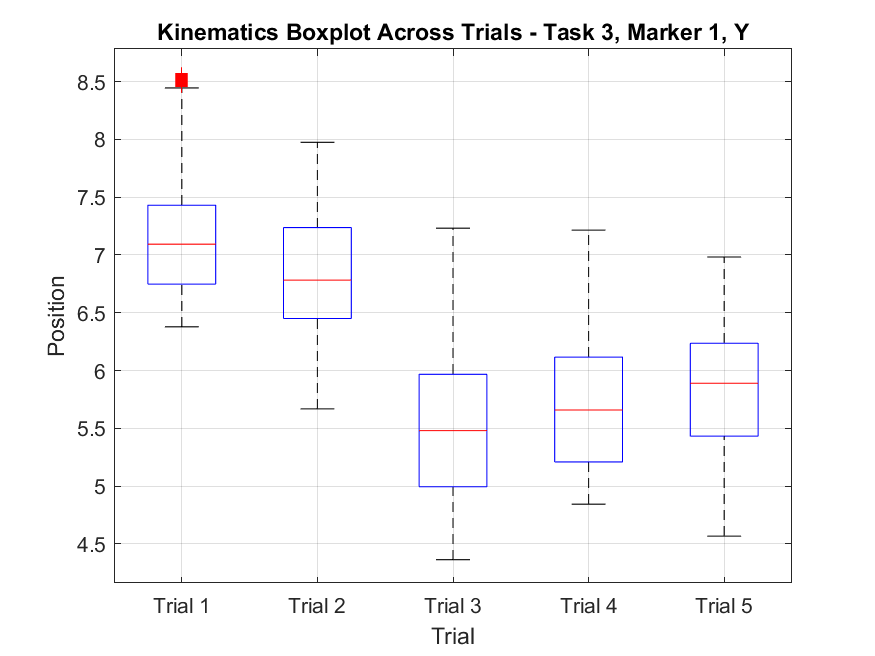 Kinematics Boxplot Across Trials - Task 3, Marker 1, Y
8.5
8
7.5
7
6.5
6
5.5
5
4.5
Position
Trial 1 Trial 2 Trial 3 Trial 4 Trial 5
Trial